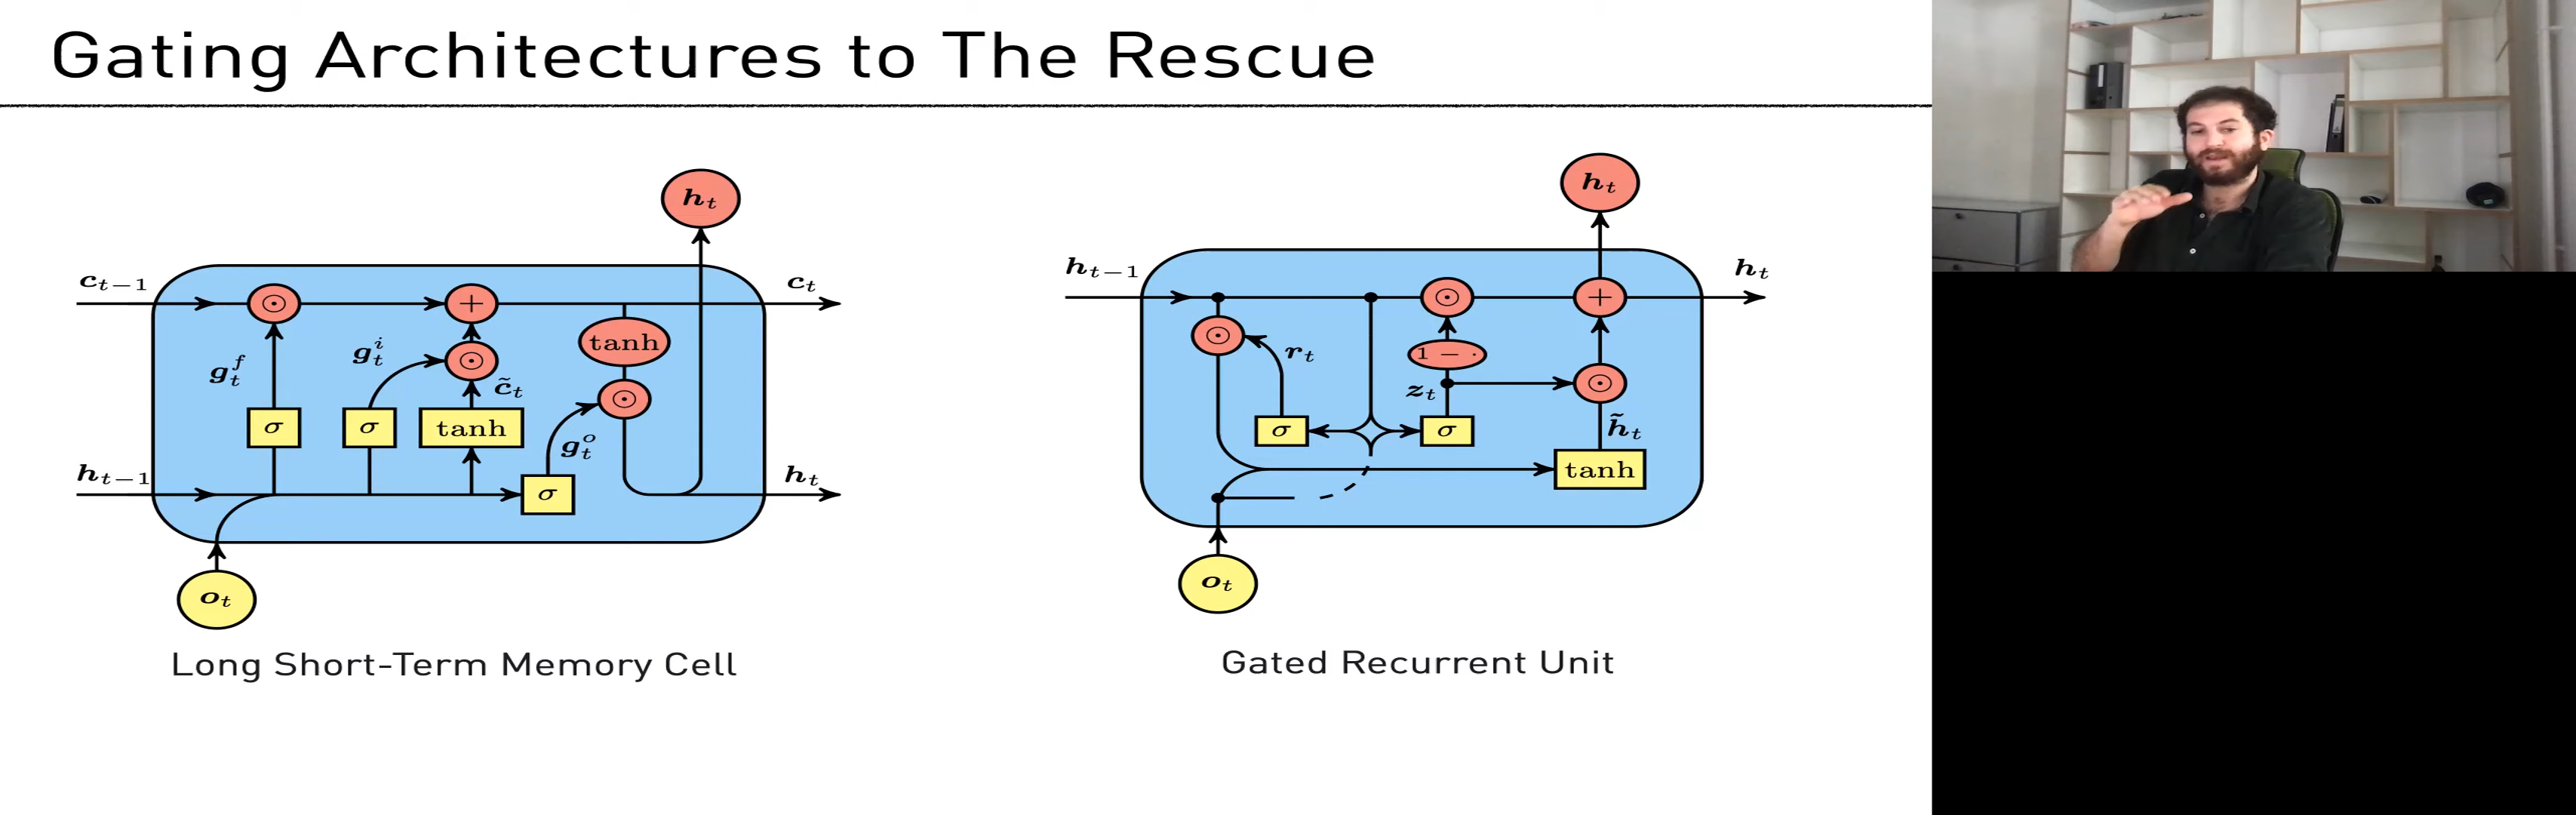 Gating Architectures to The Rescue
h_t
c_{t−1}
⊙
+
c_t
tanh
g_t^f
g_t^i
⊙
c̃_t
⊙
σ
σ
tanh
g_t^o
h_{t−1}
σ
h_t
o_t
Long Short-Term Memory Cell
h_t
h_{t−1}
⊙
+
h_t
⊙
r_t
1 − ·
z_t
⊙
σ
σ
h̃_t
tanh
o_t
Gated Recurrent Unit